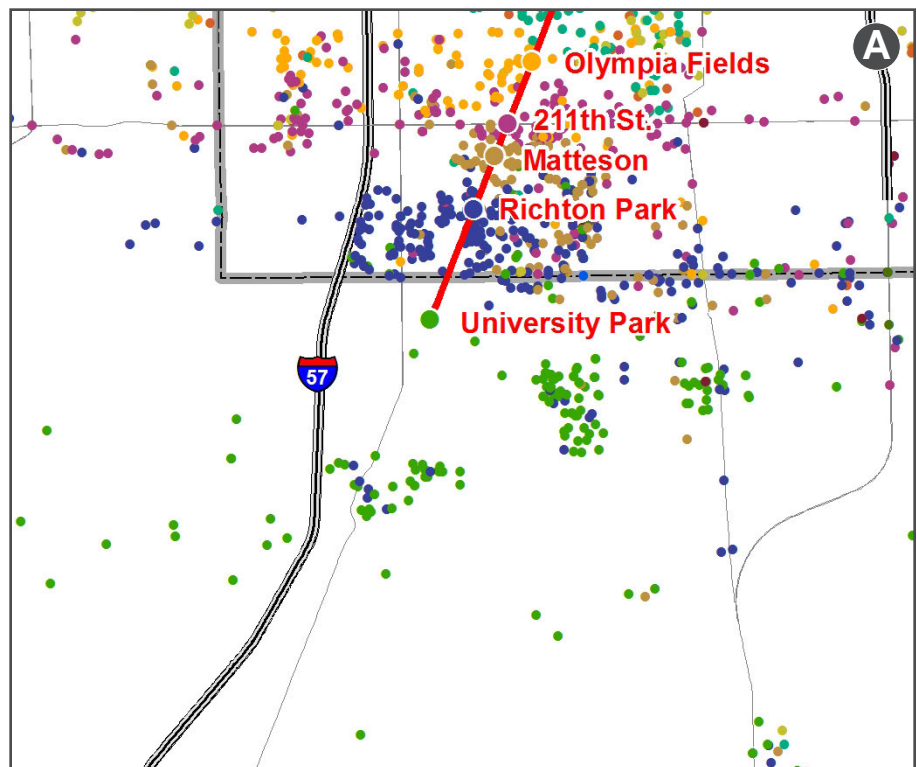 A
Olympia Fields
211th St.
Matteson
Richton Park
University Park
57